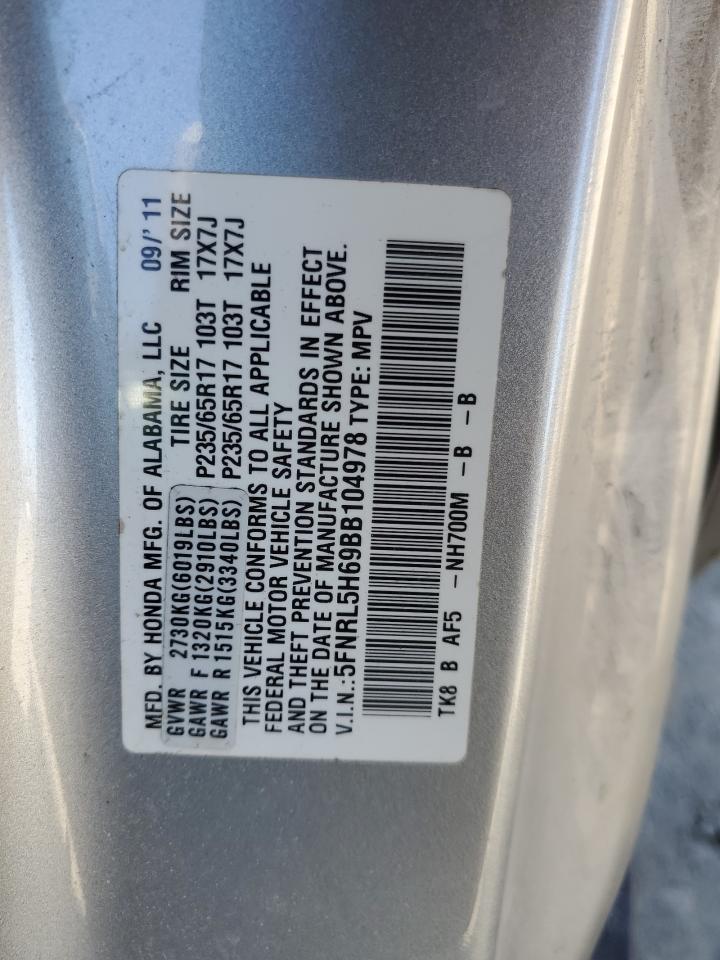 MFD. BY HONDA MFG. OF ALABAMA, LLC 09/' 11
GVWR 2730KG(6019LBS) TIRE SIZE RIM SIZE
GAWR F 1320KG(2910LBS) P235/65R17 103T 17X7J
GAWR R 1515KG(3340LBS) P235/65R17 103T 17X7J
THIS VEHICLE CONFORMS TO ALL APPLICABLE
FEDERAL MOTOR VEHICLE SAFETY
AND THEFT PREVENTION STANDARDS IN EFFECT
ON THE DATE OF MANUFACTURE SHOWN ABOVE.
V.I.N.:5FNRL5H69BB104978 TYPE: MPV
TK8 B AF5 -NH700M -B -B